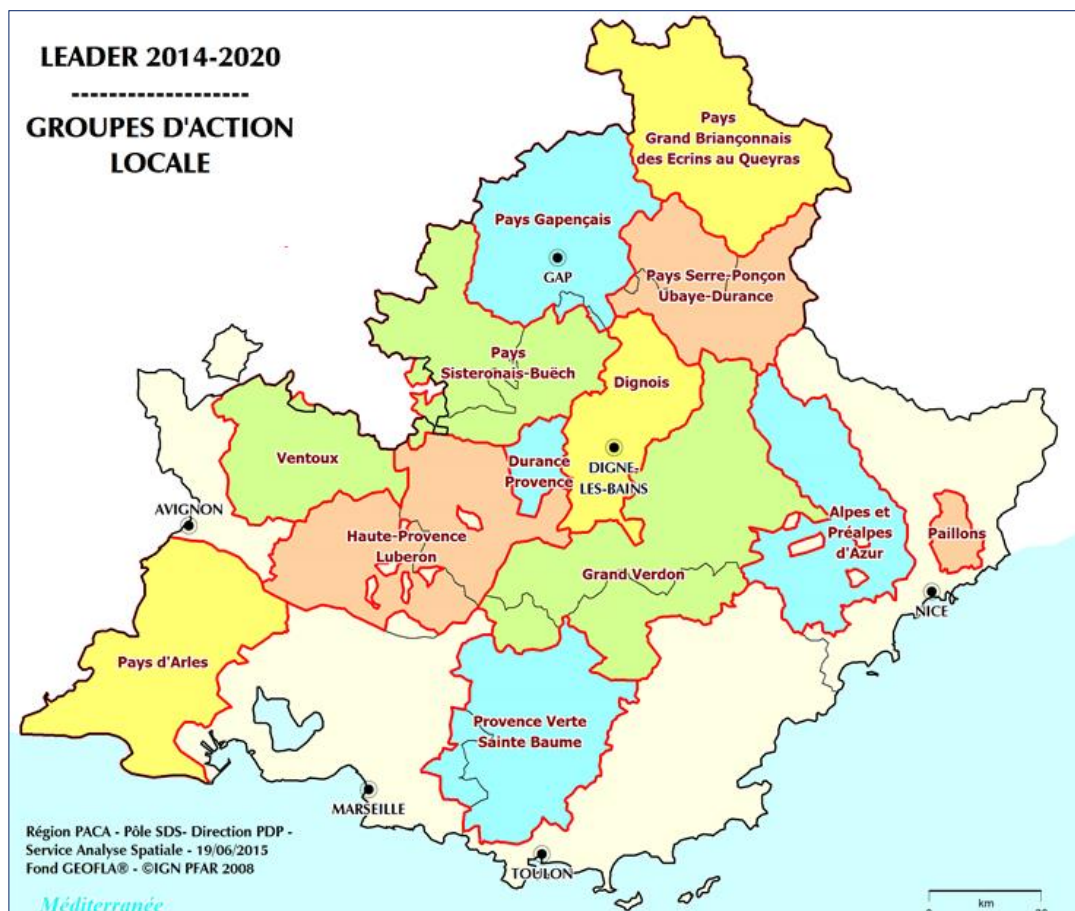 LEADER 2014-2020
-------------------
GROUPES D'ACTION
LOCALE
Pays
Grand Briançonnais
des Ecrins au Queyras
Pays Gapençais
GAP
Pays Serre-Ponçon
Ubaye-Durance
Pays
Sisteronais-Buëch
Dignois
Ventoux
Durance
Provence
DIGNE-
LES-BAINS
AVIGNON
Haute-Provence
Luberon
Alpes et
Préalpes
d'Azur
Paillons
Grand Verdon
NICE
Pays d'Arles
Provence Verte
Sainte Baume
MARSEILLE
TOULON
Région PACA - Pôle SDS- Direction PDP -
Service Analyse Spatiale - 19/06/2015
Fond GEOFLA® - ©IGN PFAR 2008
Méditerranée
km